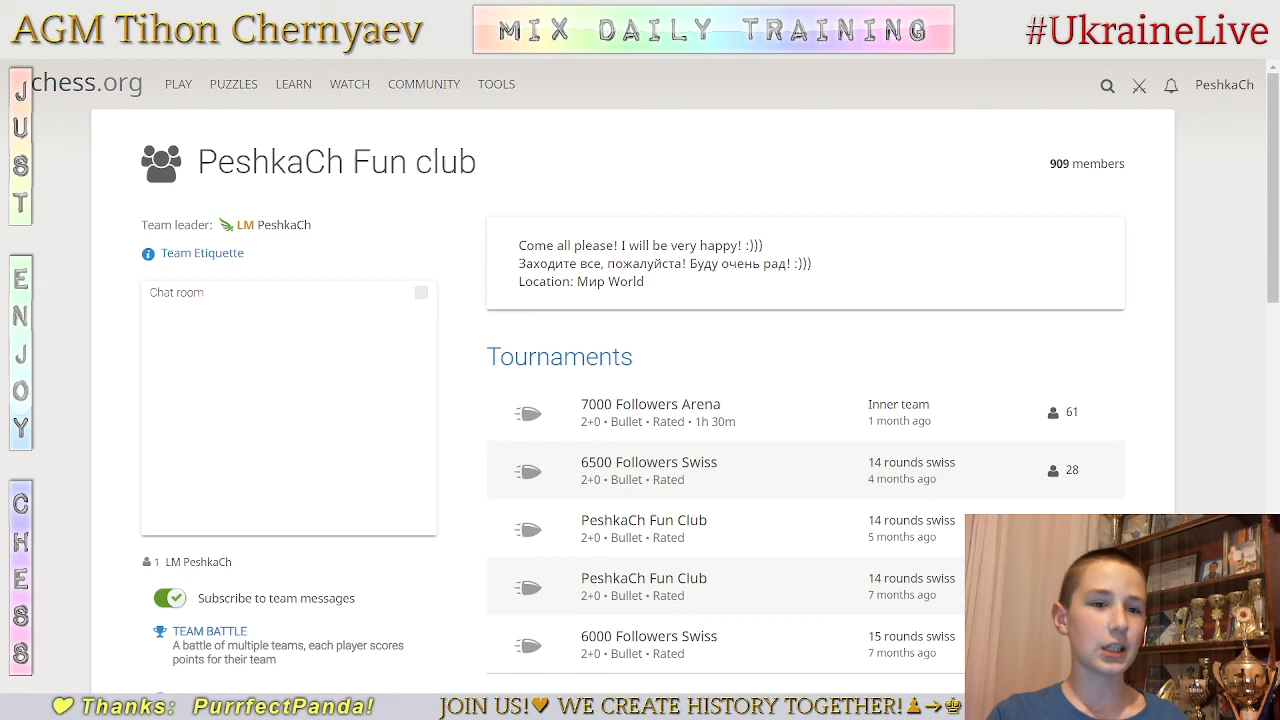 AGM Tihon Chernyaev
MIX DAILY TRAINING
#UkraineLive
JUST
ENJOY
CHESS
chess.org
PLAY PUZZLES LEARN WATCH COMMUNITY TOOLS
PeshkaCh
PeshkaCh Fun club
909 members
Team leader: LM PeshkaCh
Team Etiquette
Chat room
1 LM PeshkaCh
Subscribe to team messages
TEAM BATTLE
A battle of multiple teams, each player scores
points for their team
Come all please! I will be very happy! :)))
Заходите все, пожалуйста! Буду очень рад! :)))
Location: Мир World
Tournaments
7000 Followers Arena
2+0 • Bullet • Rated • 1h 30m
Inner team
1 month ago
61
6500 Followers Swiss
2+0 • Bullet • Rated
14 rounds swiss
4 months ago
28
PeshkaCh Fun Club
2+0 • Bullet • Rated
14 rounds swiss
5 months ago
PeshkaCh Fun Club
2+0 • Bullet • Rated
14 rounds swiss
7 months ago
6000 Followers Swiss
2+0 • Bullet • Rated
15 rounds swiss
7 months ago
Thanks: PurrfectPanda!
JOIN US! WE CREATE HISTORY TOGETHER!